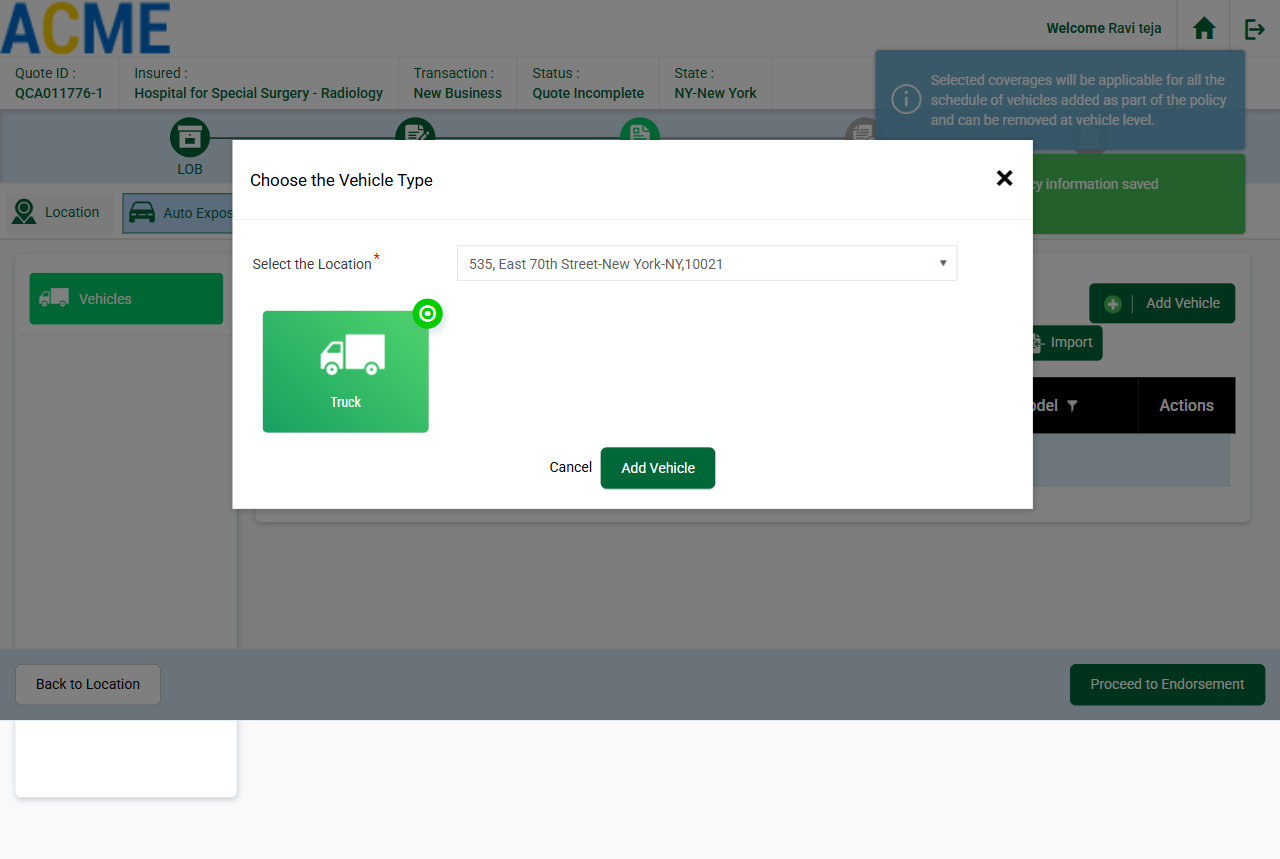 ACME
Welcome Ravi teja
Quote ID :
QCA011776-1
Insured :
Hospital for Special Surgery - Radiology
Transaction :
New Business
Status :
Quote Incomplete
State :
NY-New York
Selected coverages will be applicable for all the
schedule of vehicles added as part of the policy
and can be removed at vehicle level.
information saved
LOB
Location
Auto Expos
Choose the Vehicle Type
Select the Location*
535, East 70th Street-New York-NY,10021
Truck
Cancel
Add Vehicle
Vehicles
Add Vehicle
Import
Actions
Back to Location
Proceed to Endorsement